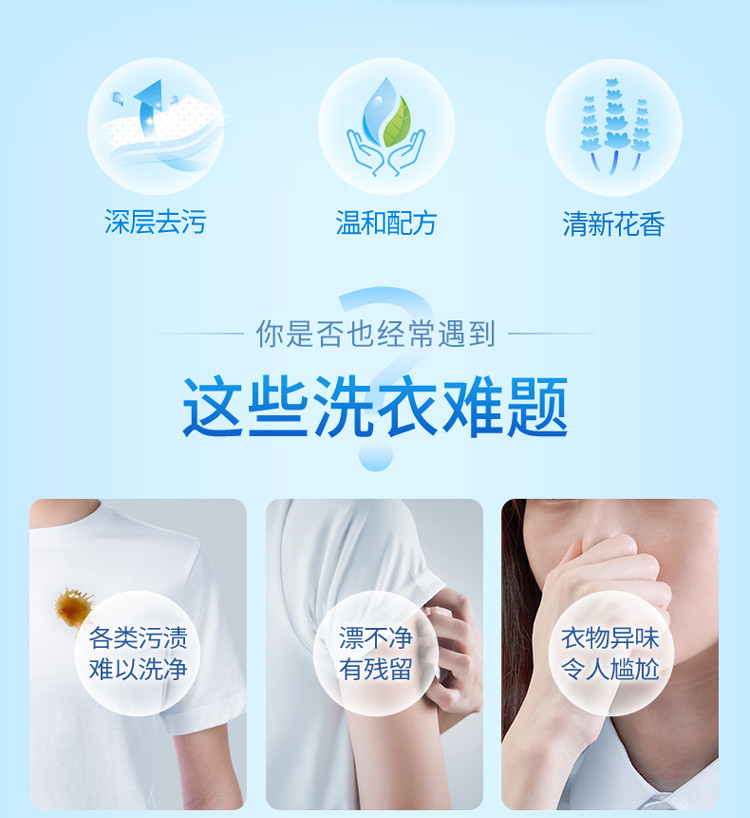 深层去污
温和配方
清新花香
你是否也经常遇到
?
这些洗衣难题
各类污渍
难以洗净
漂不净
有残留
衣物异味
令人尴尬